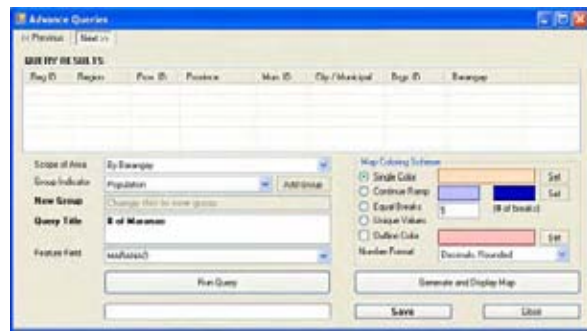 Advance Queries
<< Previous Next >>
QUERY RESULTS:
Reg ID Region Prov. ID Province Mun. ID City / Municipal Brgy. ID Barangay
Scope of Area By Barangay
Group Indicator Population Add Group
New Group Change this to new group
Query Title # of Maranao
Feature Field MARANAO
Run Query
Map Coloring Scheme
Single Color Set
Continue Ramp Set
Equal Breaks 5 (# of breaks)
Unique Values
Outline Color Set
Number Format Decimals: Rounded
Generate and Display Map
Save Close